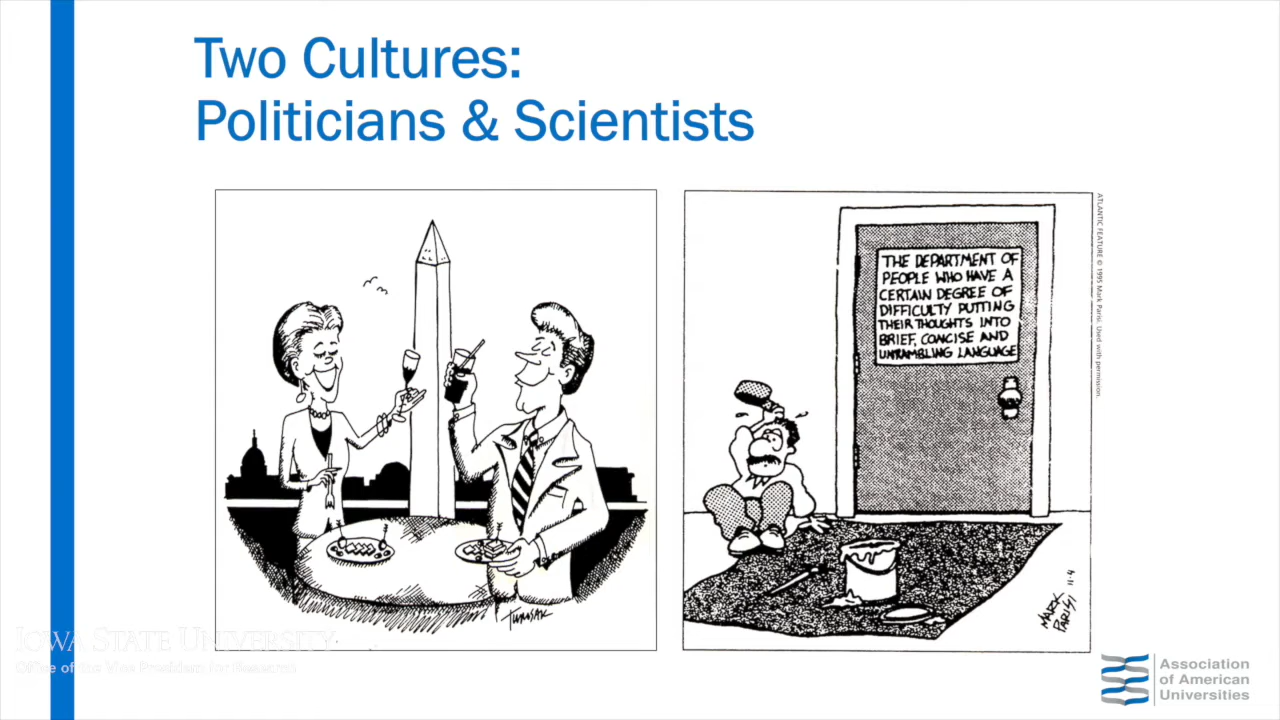 Two Cultures:
Politicians & Scientists
THE DEPARTMENT OF
PEOPLE WHO HAVE A
CERTAIN DEGREE OF
DIFFICULTY PUTTING
THEIR THOUGHTS INTO
BRIEF, CONCISE AND
UNRAMBLING LANGUAGE
ATLANTIC FEATURE © 1995 Mark Parisi. Used with permission.
MARK
PARISI 11-4
IOWA STATE UNIVERSITY
Office of the Vice President for Research
Association
of American
Universities